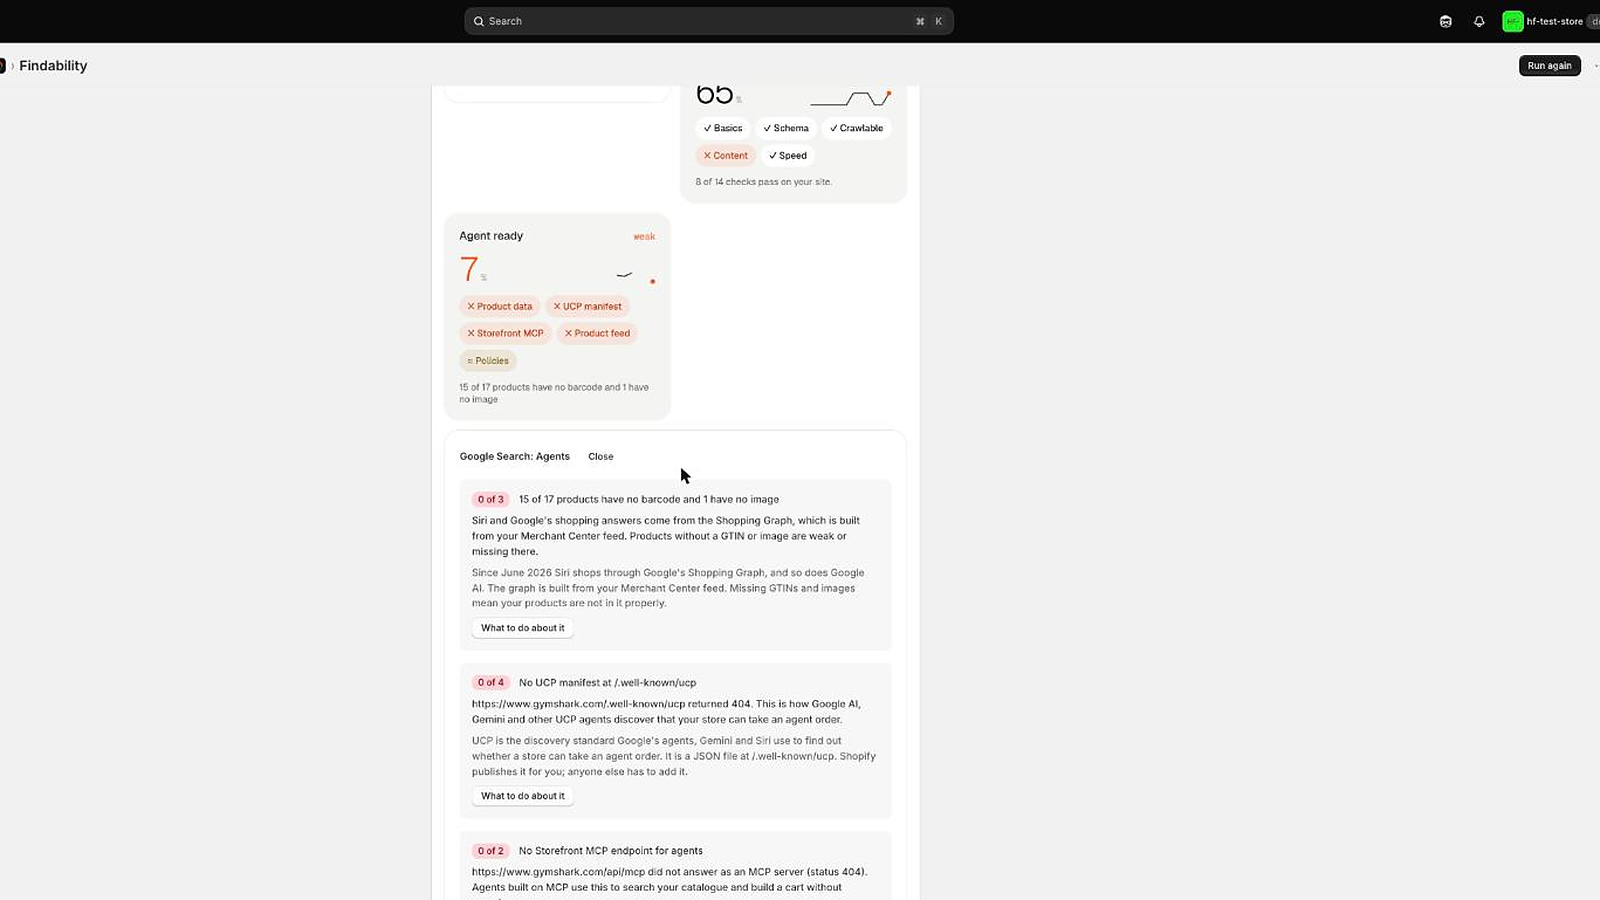 Search
⌘ K
hf-test-store
› Findability
Run again
65 %
✓ Basics ✓ Schema ✓ Crawlable
✕ Content ✓ Speed
8 of 14 checks pass on your site.
Agent ready weak
7 %
✕ Product data ✕ UCP manifest
✕ Storefront MCP ✕ Product feed
≈ Policies
15 of 17 products have no barcode and 1 have
no image
Google Search: Agents Close
0 of 3 15 of 17 products have no barcode and 1 have no image
Siri and Google's shopping answers come from the Shopping Graph, which is built
from your Merchant Center feed. Products without a GTIN or image are weak or
missing there.
Since June 2026 Siri shops through Google's Shopping Graph, and so does Google
AI. The graph is built from your Merchant Center feed. Missing GTINs and images
mean your products are not in it properly.
What to do about it
0 of 4 No UCP manifest at /.well-known/ucp
https://www.gymshark.com/.well-known/ucp returned 404. This is how Google AI,
Gemini and other UCP agents discover that your store can take an agent order.
UCP is the discovery standard Google's agents, Gemini and Siri use to find out
whether a store can take an agent order. It is a JSON file at /.well-known/ucp. Shopify
publishes it for you; anyone else has to add it.
What to do about it
0 of 2 No Storefront MCP endpoint for agents
https://www.gymshark.com/api/mcp did not answer as an MCP server (status 404).
Agents built on MCP use this to search your catalogue and build a cart without